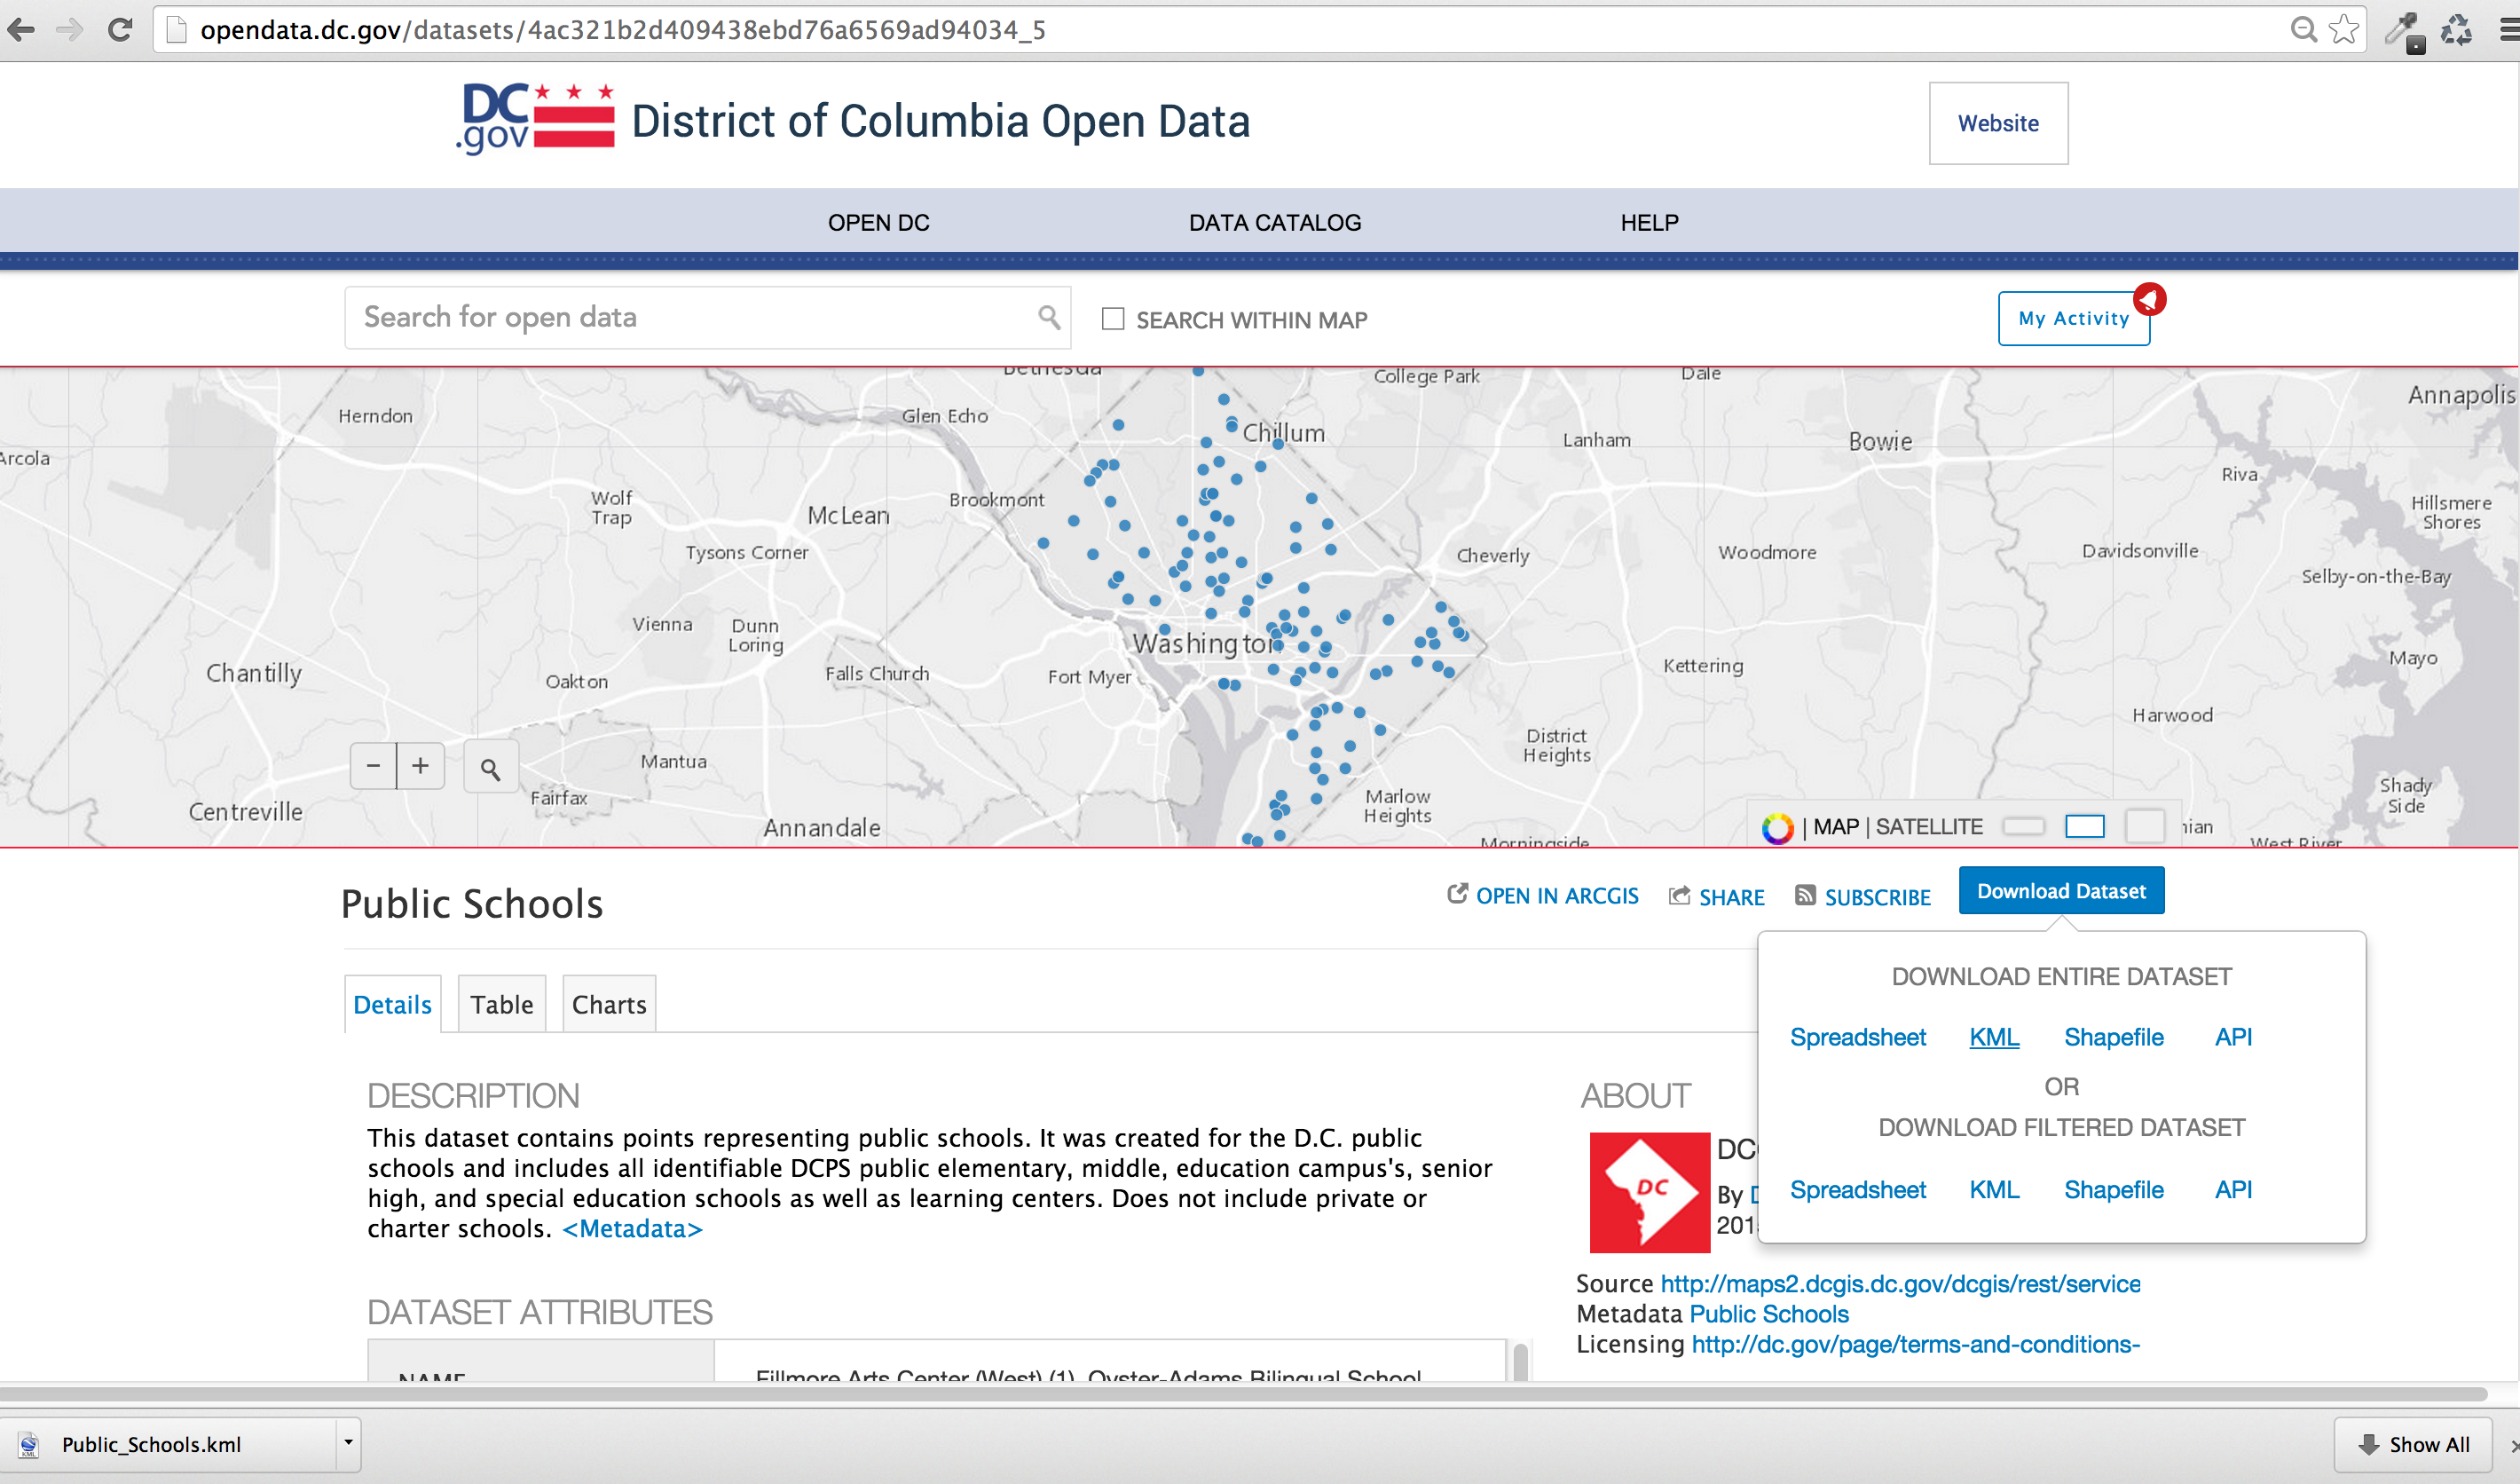 opendata.dc.gov/datasets/4ac321b2d409438ebd76a6569ad94034_5
DC
.gov
District of Columbia Open Data
Website
OPEN DC
DATA CATALOG
HELP
Search for open data
SEARCH WITHIN MAP
My Activity
Bethesda
College Park
Dale
Annapolis
Herndon
Glen Echo
Chillum
Lanham
Bowie
Arcola
Riva
Wolf
Trap
McLean
Brookmont
Hillsmere
Shores
Tysons Corner
Cheverly
Woodmore
Davidsonville
Selby-on-the-Bay
Vienna
Dunn
Loring
Washington
Chantilly
Oakton
Falls Church
Fort Myer
Kettering
Mayo
Harwood
District
Heights
Mantua
Fairfax
Centreville
Annandale
Marlow
Heights
Shady
Side
| MAP | SATELLITE
nian
Morningside
West River
Public Schools
OPEN IN ARCGIS
SHARE
SUBSCRIBE
Download Dataset
DOWNLOAD ENTIRE DATASET
Spreadsheet KML Shapefile API
OR
DOWNLOAD FILTERED DATASET
Spreadsheet KML Shapefile API
Details
Table
Charts
DESCRIPTION
This dataset contains points representing public schools. It was created for the D.C. public
schools and includes all identifiable DCPS public elementary, middle, education campus's, senior
high, and special education schools as well as learning centers. Does not include private or
charter schools. <Metadata>
ABOUT
DC
DC
By
201
Source http://maps2.dcgis.dc.gov/dcgis/rest/service
Metadata Public Schools
Licensing http://dc.gov/page/terms-and-conditions-
DATASET ATTRIBUTES
NAME
Fillmore Arts Center (West) (1), Oyster-Adams Bilingual School
Public_Schools.kml
Show All